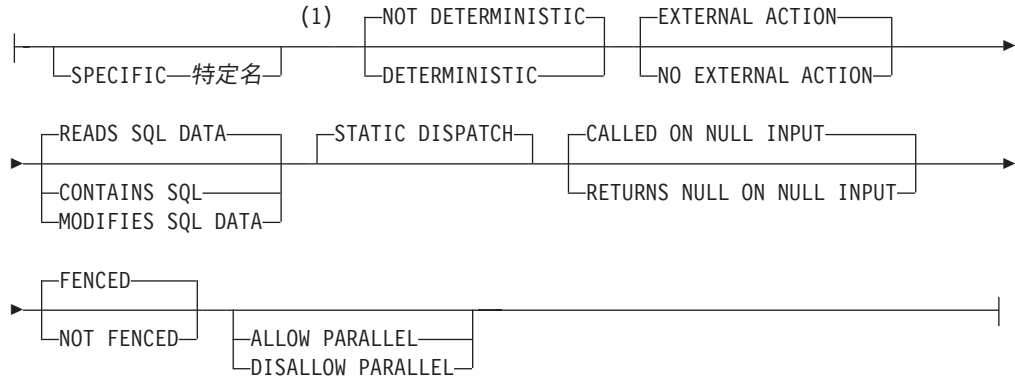 (1) NOT DETERMINISTIC EXTERNAL ACTION
SPECIFIC 特定名 DETERMINISTIC NO EXTERNAL ACTION
READS SQL DATA STATIC DISPATCH CALLED ON NULL INPUT
CONTAINS SQL RETURNS NULL ON NULL INPUT
MODIFIES SQL DATA
FENCED
NOT FENCED ALLOW PARALLEL
DISALLOW PARALLEL